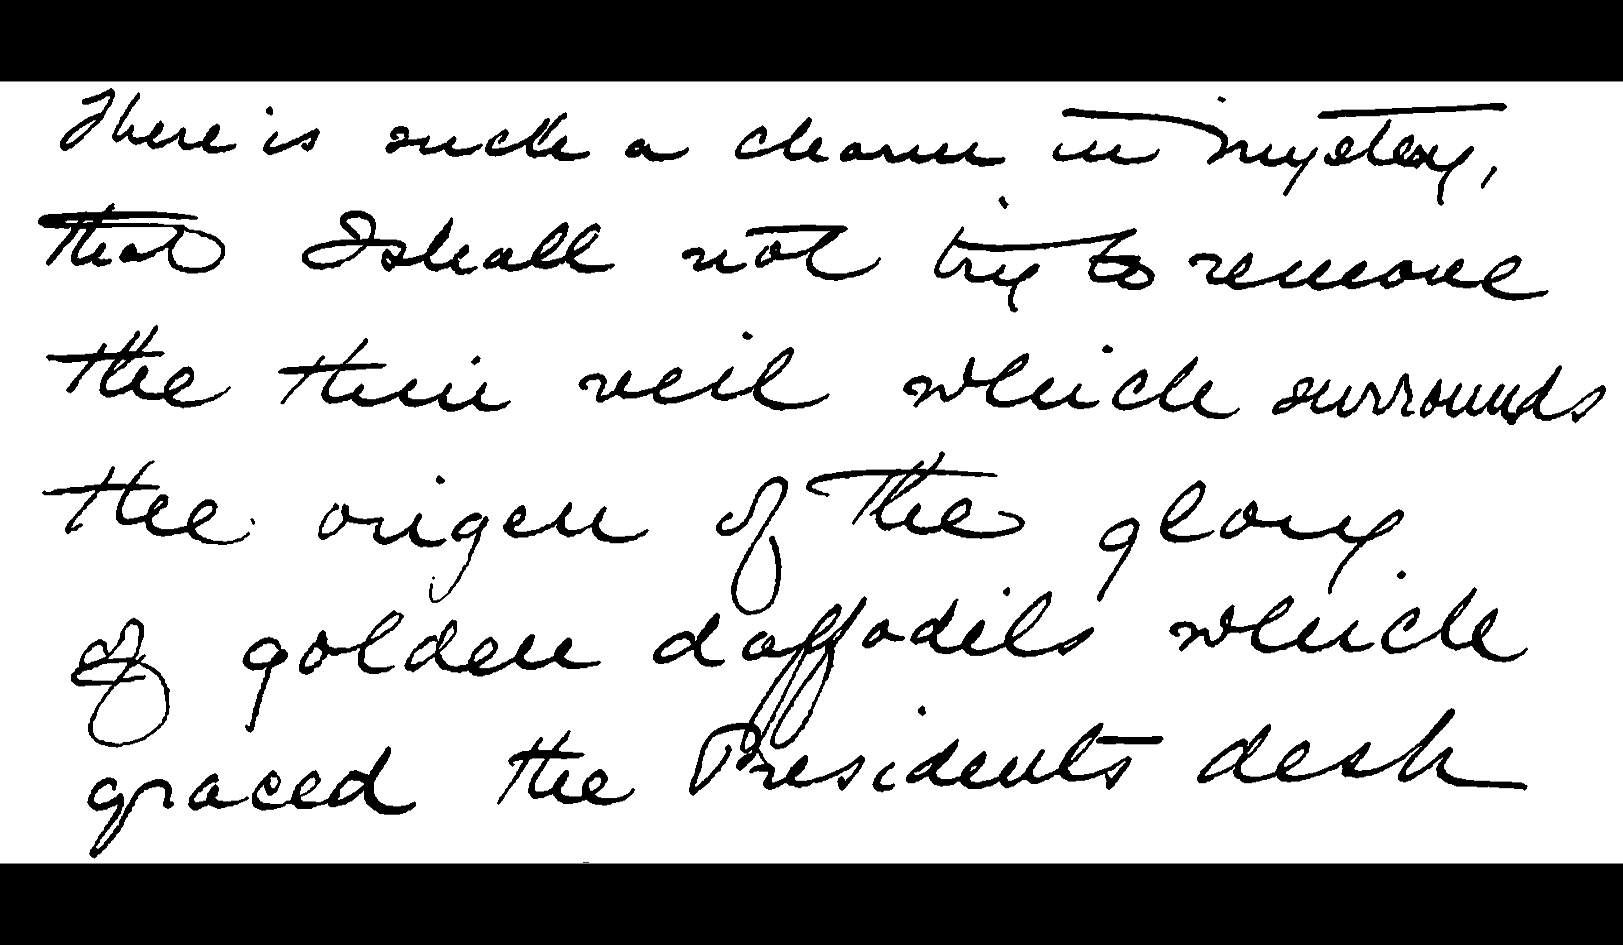 There is such a charm in mystery,
that I shall not try to remove
the thin veil which surrounds
the origen of the glory
of golden daffodils which
graced the Presidents desk